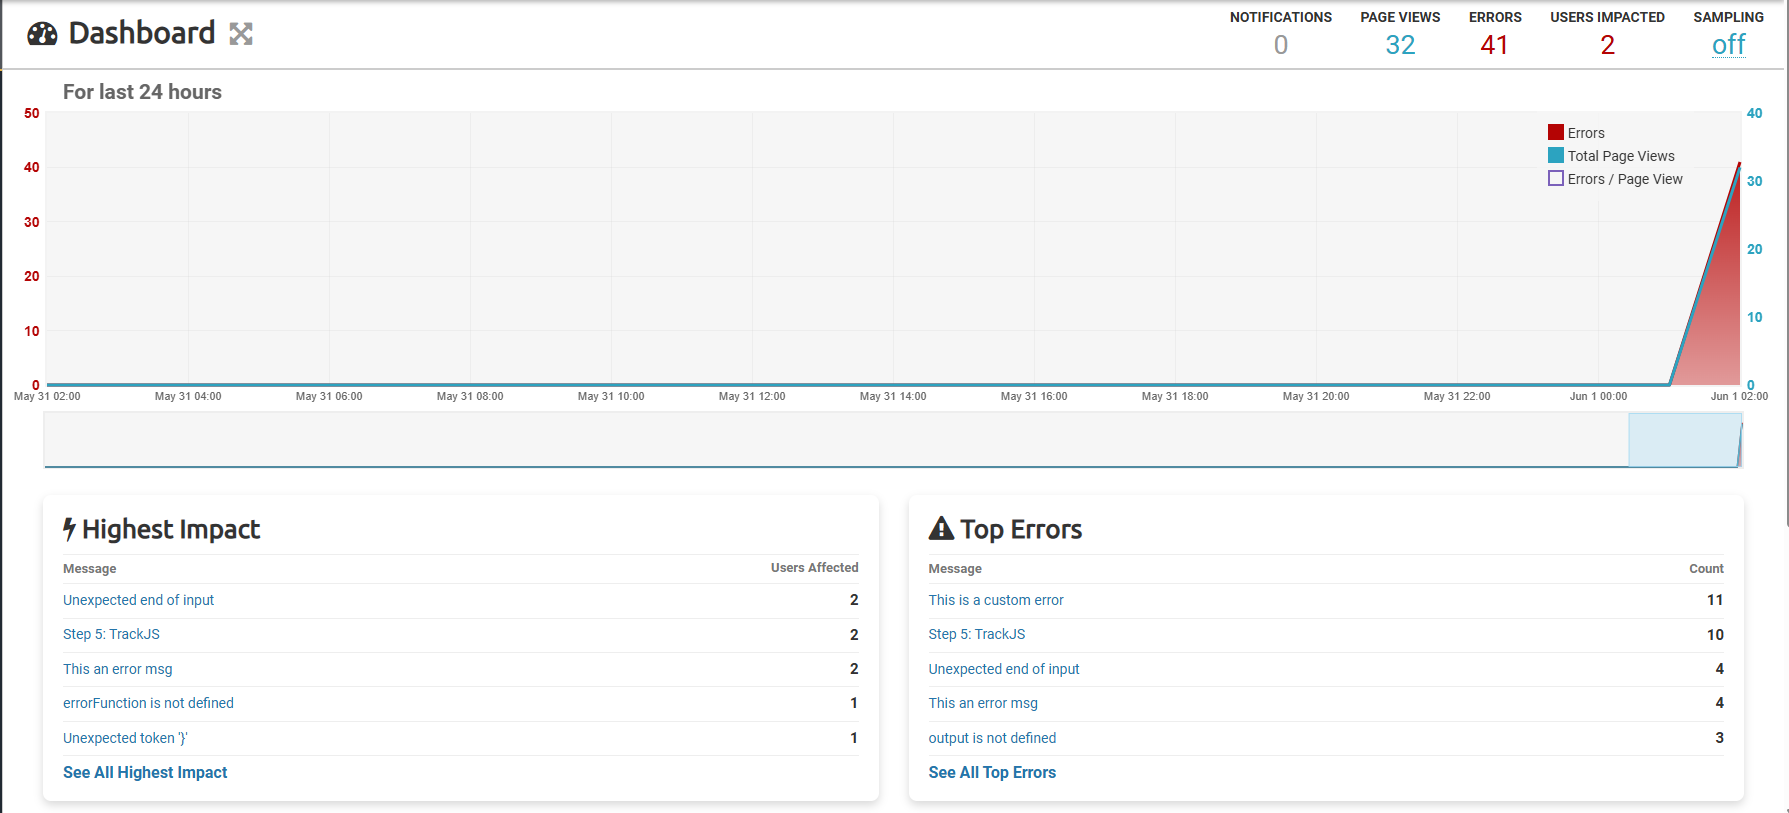 Dashboard
NOTIFICATIONS PAGE VIEWS ERRORS USERS IMPACTED SAMPLING
0 32 41 2 off
For last 24 hours
50 40
Errors
Total Page Views
40
Errors / Page View
30
30
20
20
10
10
0 0
May 31 02:00 May 31 04:00 May 31 06:00 May 31 08:00 May 31 10:00 May 31 12:00 May 31 14:00 May 31 16:00 May 31 18:00 May 31 20:00 May 31 22:00 Jun 1 00:00 Jun 1 02:00
Highest Impact
Message Users Affected
Unexpected end of input 2
Step 5: TrackJS 2
This an error msg 2
errorFunction is not defined 1
Unexpected token '}' 1
See All Highest Impact
Top Errors
Message Count
This is a custom error 11
Step 5: TrackJS 10
Unexpected end of input 4
This an error msg 4
output is not defined 3
See All Top Errors